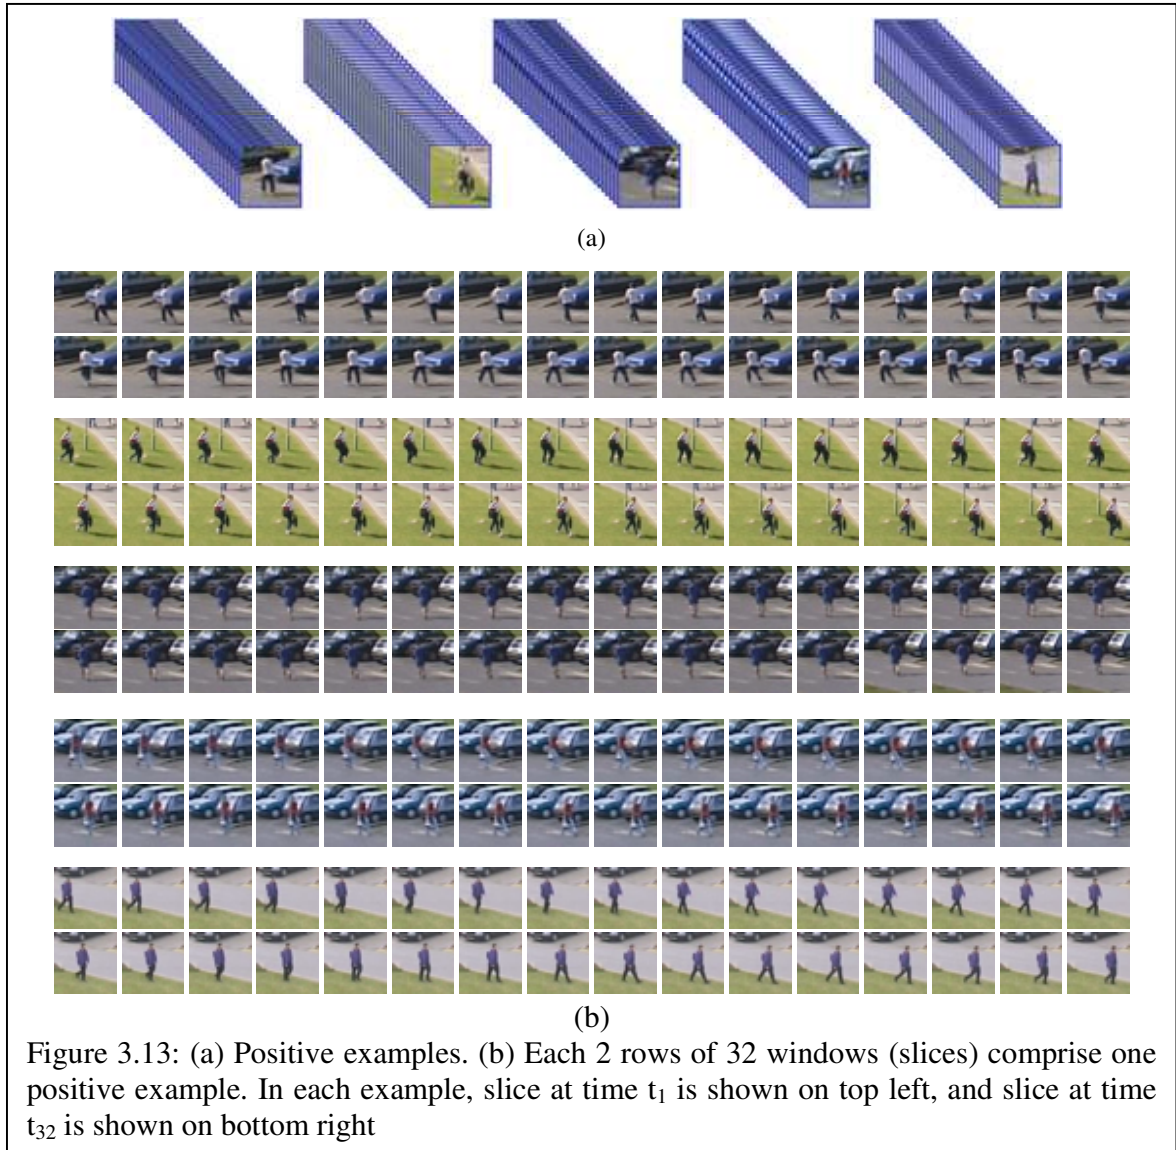 (a)
(b)
Figure 3.13: (a) Positive examples. (b) Each 2 rows of 32 windows (slices) comprise one
positive example. In each example, slice at time t₁ is shown on top left, and slice at time
t₃₂ is shown on bottom right